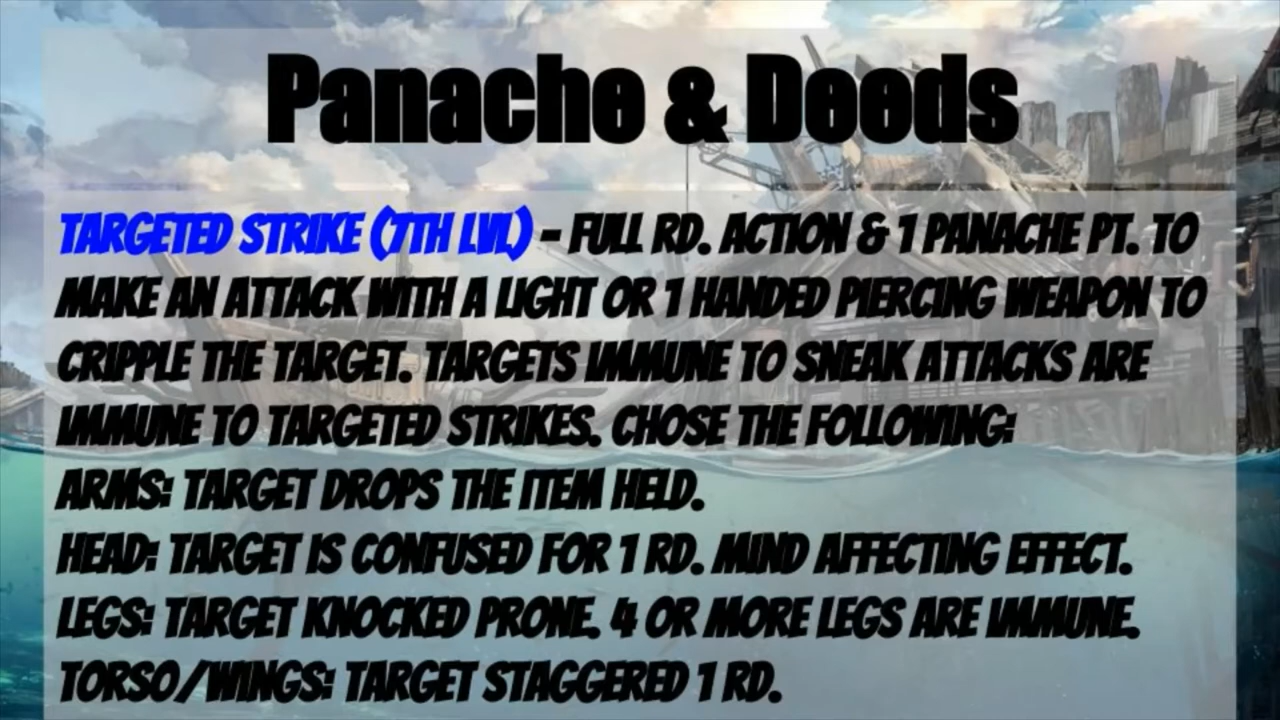 Panache & Deeds
TARGETED STRIKE (7TH LVL) - FULL RD. ACTION & 1 PANACHE PT. TO
MAKE AN ATTACK WITH A LIGHT OR 1 HANDED PIERCING WEAPON TO
CRIPPLE THE TARGET. TARGETS IMMUNE TO SNEAK ATTACKS ARE
IMMUNE TO TARGETED STRIKES. CHOSE THE FOLLOWING:
ARMS: TARGET DROPS THE ITEM HELD.
HEAD: TARGET IS CONFUSED FOR 1 RD. MIND AFFECTING EFFECT.
LEGS: TARGET KNOCKED PRONE. 4 OR MORE LEGS ARE IMMUNE.
TORSO/WINGS: TARGET STAGGERED 1 RD.